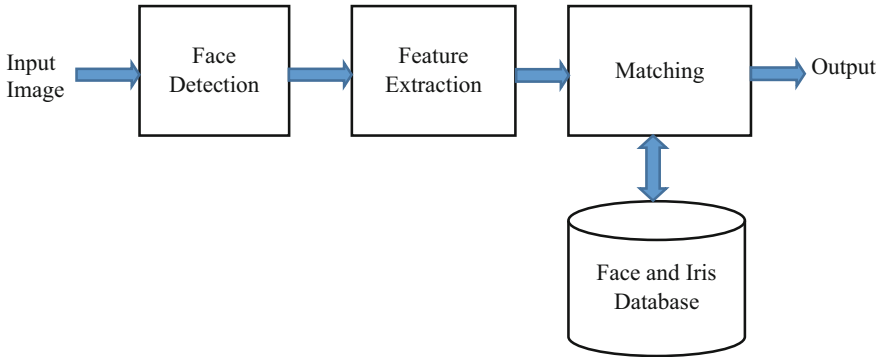 Input
Image
Face
Detection
Feature
Extraction
Matching
Output
Face and Iris
Database